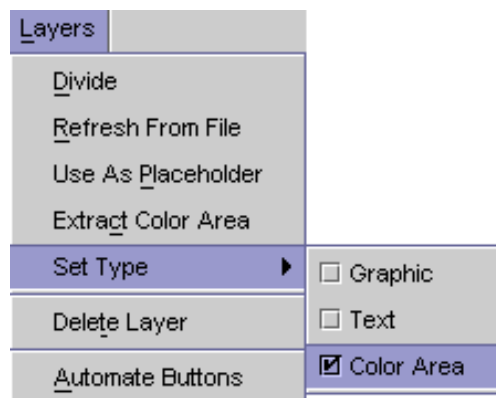 Layers
Divide
Refresh From File
Use As Placeholder
Extract Color Area
Set Type
Graphic
Delete Layer
Text
Automate Buttons
Color Area